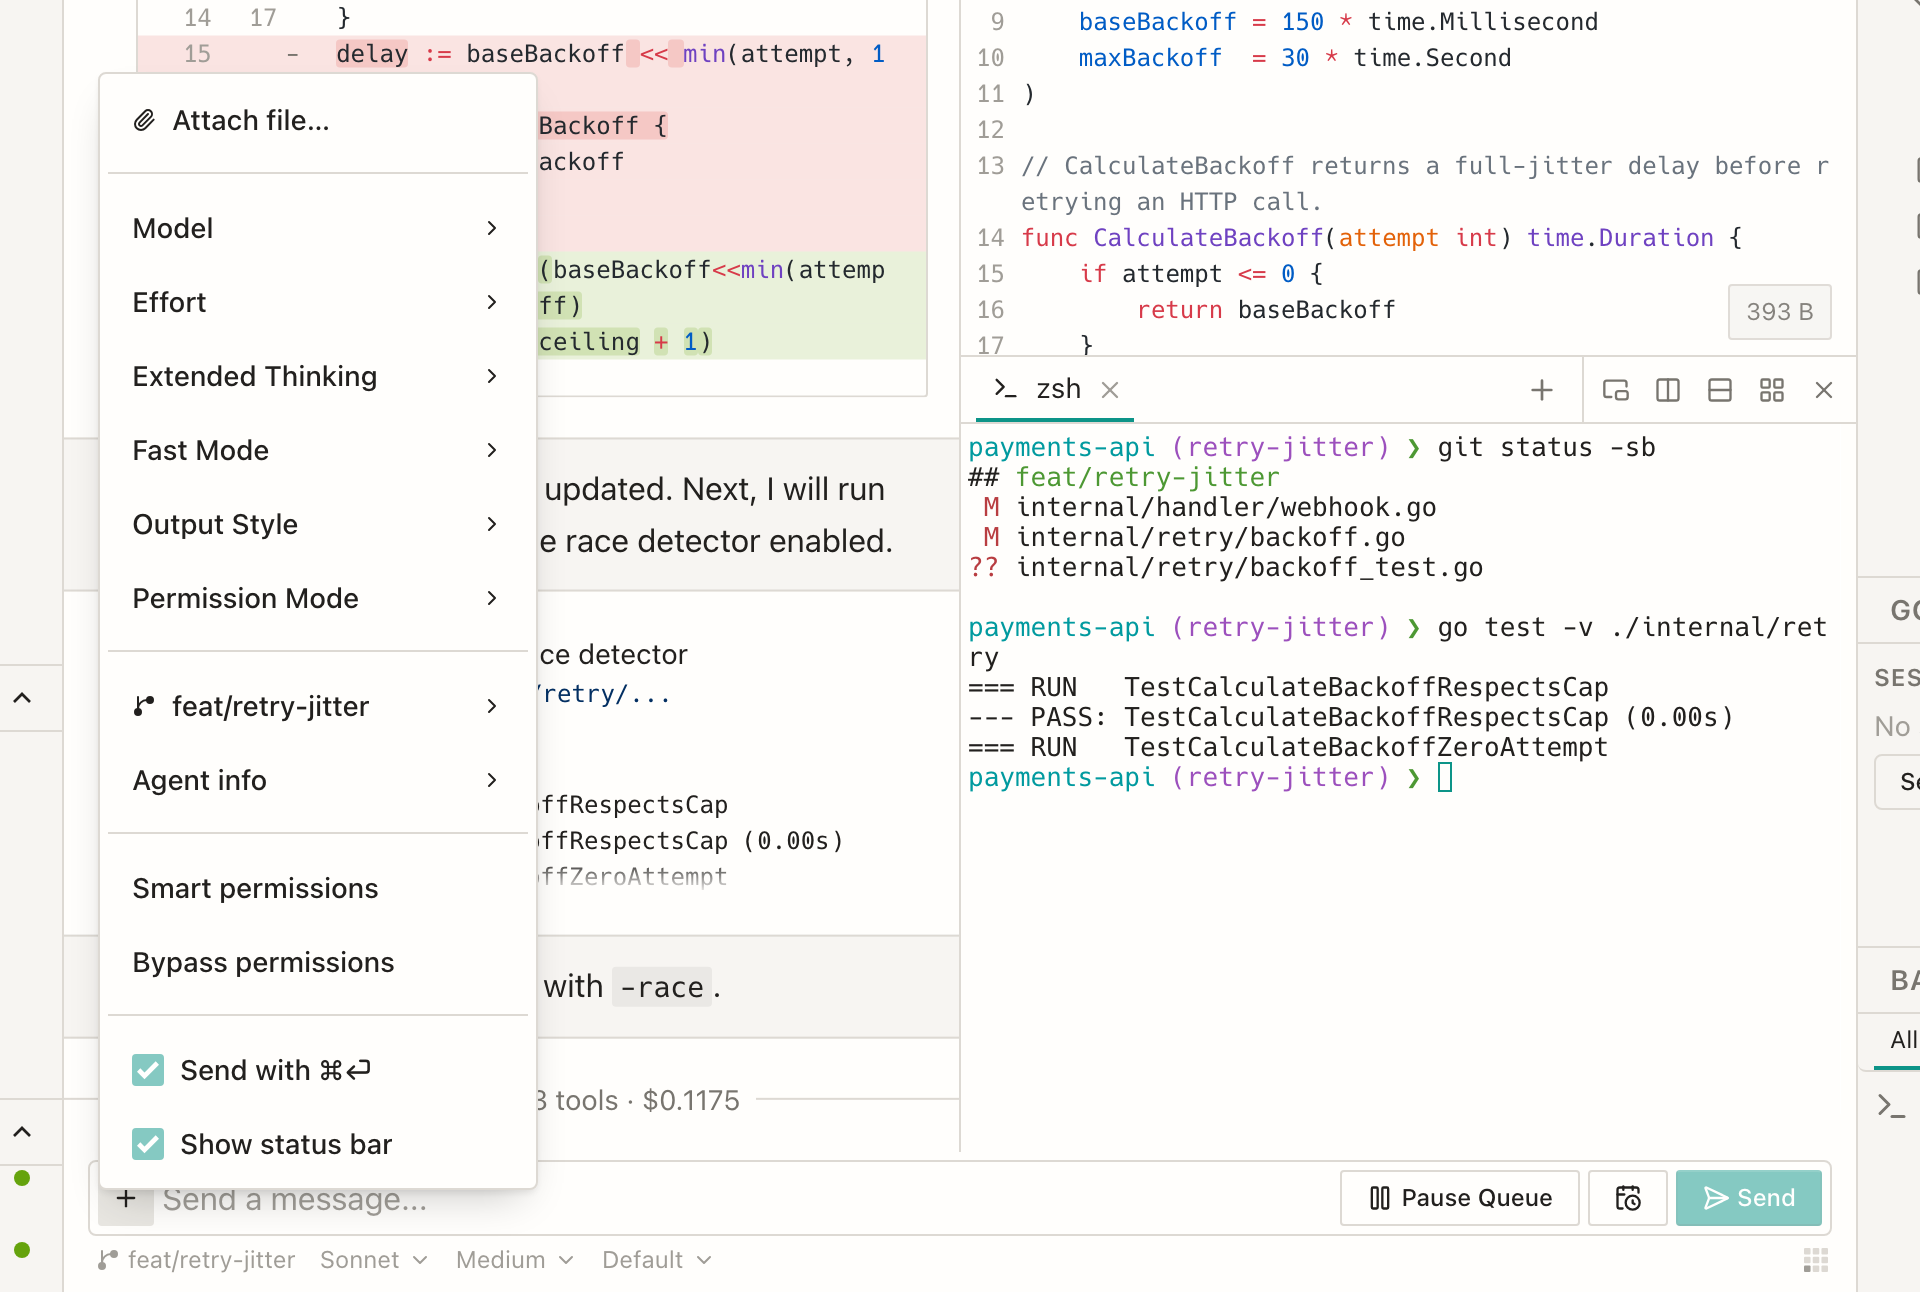 14 17 }
15 - delay := baseBackoff << min(attempt, 1
Backoff {
ackoff
(baseBackoff<<min(attemp
ff)
ceiling + 1)
Attach file...
Model
Effort
Extended Thinking
Fast Mode
Output Style
Permission Mode
feat/retry-jitter
Agent info
Smart permissions
Bypass permissions
Send with ⌘⏎
Show status bar
updated. Next, I will run
e race detector enabled.
ce detector
/retry/...
offRespectsCap
offRespectsCap (0.00s)
offZeroAttempt
with -race.
3 tools · $0.1175
9 baseBackoff = 150 * time.Millisecond
10 maxBackoff = 30 * time.Second
11 )
12
13 // CalculateBackoff returns a full-jitter delay before r
etrying an HTTP call.
14 func CalculateBackoff(attempt int) time.Duration {
15 if attempt <= 0 {
16 return baseBackoff
17 }
393 B
zsh
payments-api (retry-jitter) ❯ git status -sb
## feat/retry-jitter
M internal/handler/webhook.go
M internal/retry/backoff.go
?? internal/retry/backoff_test.go
payments-api (retry-jitter) ❯ go test -v ./internal/ret
ry
=== RUN TestCalculateBackoffRespectsCap
--- PASS: TestCalculateBackoffRespectsCap (0.00s)
=== RUN TestCalculateBackoffZeroAttempt
payments-api (retry-jitter) ❯
Send a message...
Pause Queue
Send
feat/retry-jitter Sonnet Medium Default
GO
SES
No
Se
BA
All